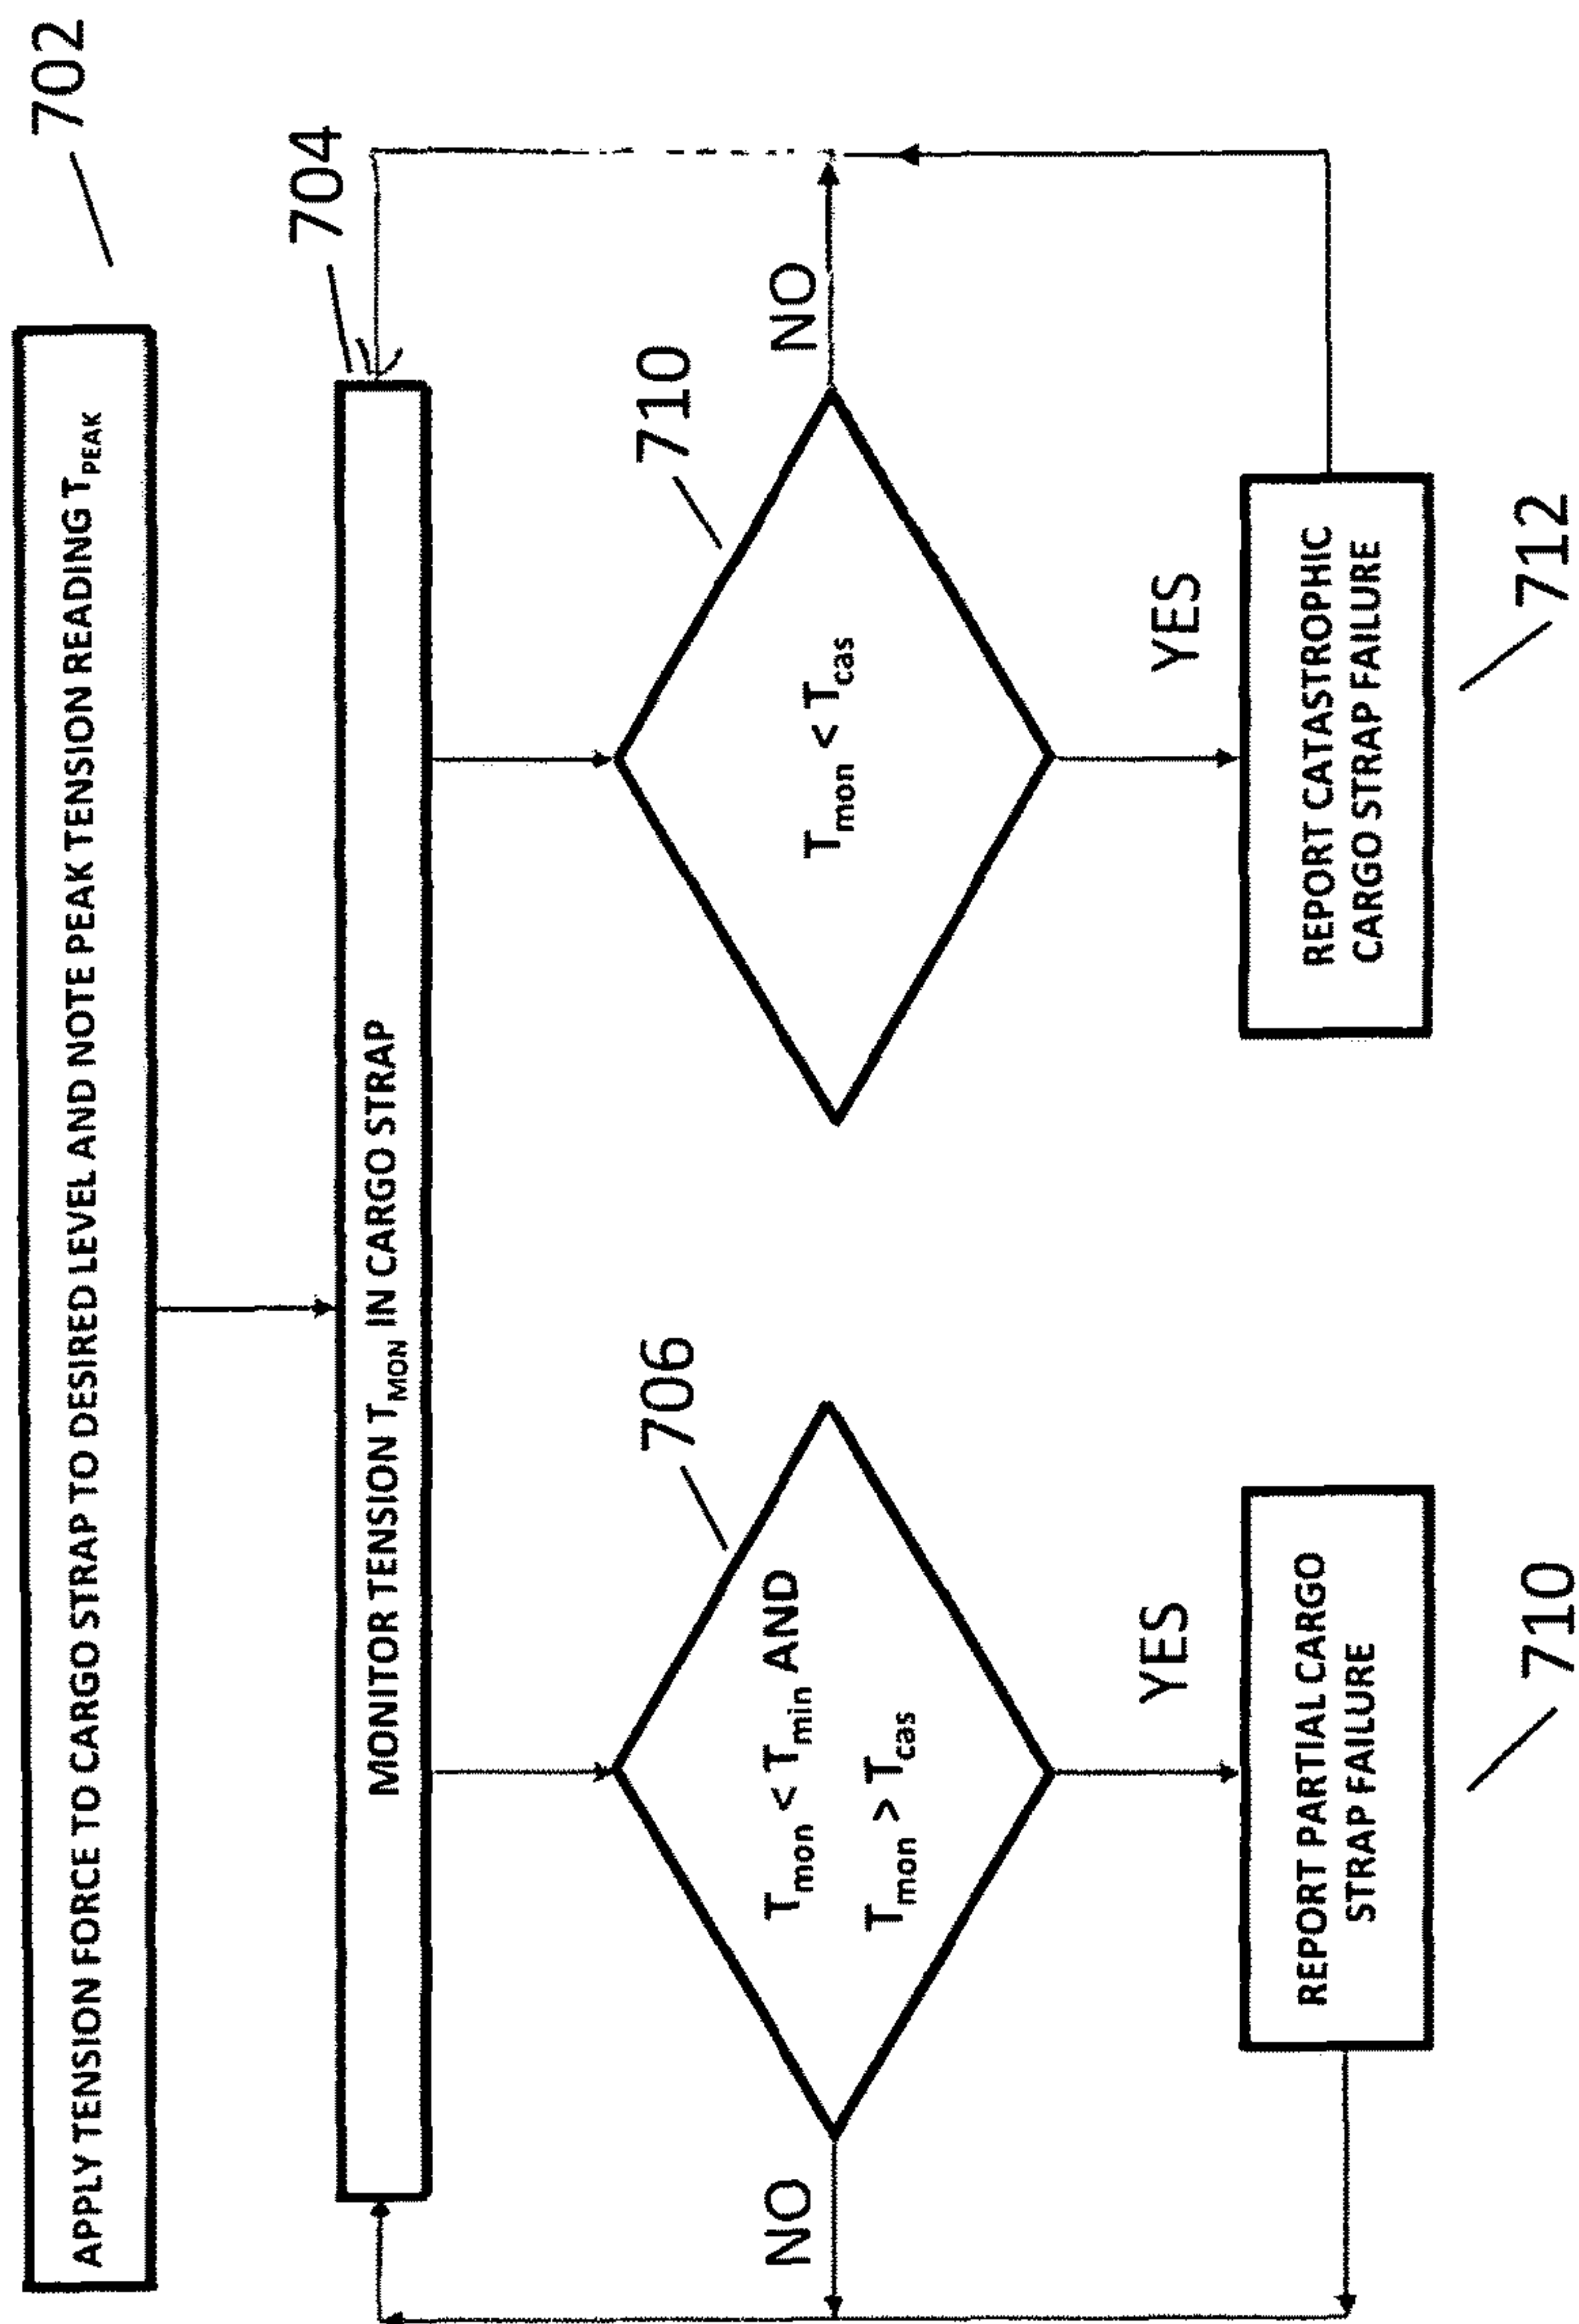 702
APPLY TENSION FORCE TO CARGO STRAP TO DESIRED LEVEL AND NOTE PEAK TENSION READING T_PEAK
704
MONITOR TENSION T_MON IN CARGO STRAP
706
T_mon < T_min AND
T_mon > T_cas
NO
YES
REPORT PARTIAL CARGO
STRAP FAILURE
710
710
T_mon < T_cas
NO
YES
REPORT CATASTROPHIC
CARGO STRAP FAILURE
712